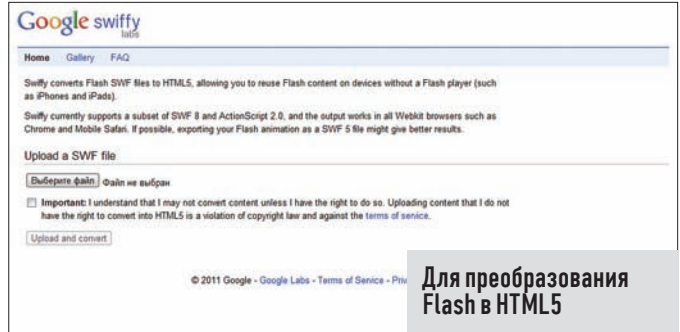 Google swiffy
labs
Home Gallery FAQ
Swiffy converts Flash SWF files to HTML5, allowing you to reuse Flash content on devices without a Flash player (such
as iPhones and iPads).
Swiffy currently supports a subset of SWF 8 and ActionScript 2.0, and the output works in all Webkit browsers such as
Chrome and Mobile Safari. If possible, exporting your Flash animation as a SWF 5 file might give better results.
Upload a SWF file
Выберите файл Файл не выбран
Important: I understand that I may not convert content unless I have the right to do so. Uploading content that I do not
have the right to convert into HTML5 is a violation of copyright law and against the terms of service.
Upload and convert
© 2011 Google - Google Labs - Terms of Service -
Для преобразования
Flash в HTML5